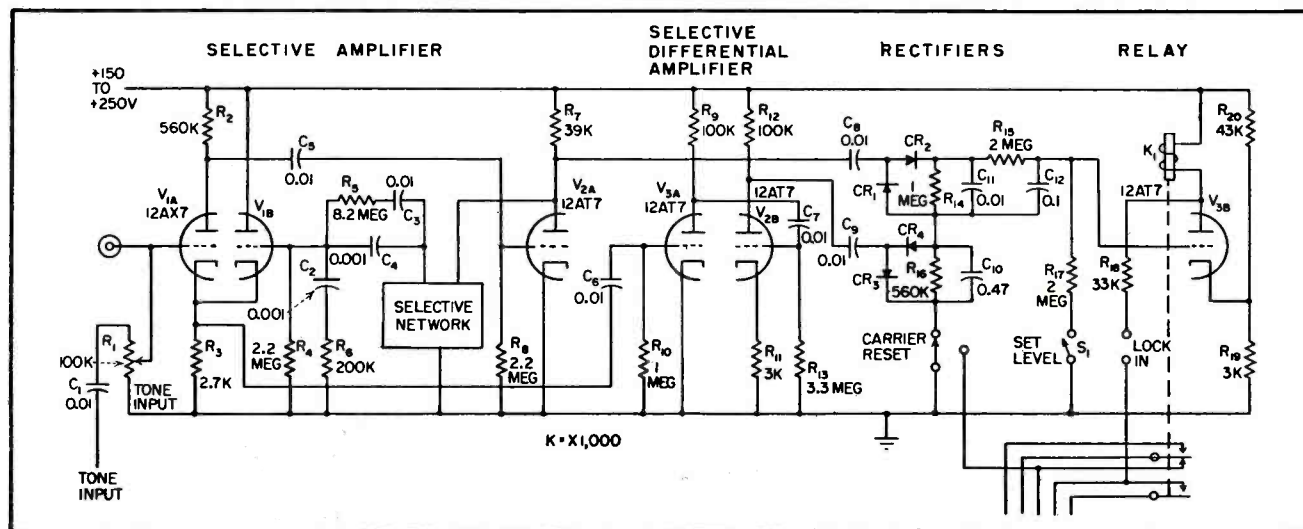 SELECTIVE AMPLIFIER
SELECTIVE
DIFFERENTIAL
AMPLIFIER
RECTIFIERS
RELAY
+150
TO
+250V
R2
560K
C5
0.01
R5
8.2 MEG
0.01
C3
V1A
12AX7
V1B
C2
0.001
0.001
C4
SELECTIVE
NETWORK
R1
100K
C1
0.01
TONE
INPUT
TONE
INPUT
R3
2.7K
2.2
MEG
R4
R6
200K
R7
39K
V2A
12AT7
R8
2.2
MEG
C6
0.01
R9
100K
R12
100K
V3A
12AT7
12AT7
V2B
C7
0.01
R10
1
MEG
R11
3K
R13
3.3 MEG
C8
0.01
CR2
CR1
1
MEG
R14
R15
2 MEG
C11
0.01
C12
0.1
C9
0.01
CR4
CR3
R16
560K
C10
0.47
CARRIER
RESET
R17
2
MEG
SET
LEVEL
S1
K1
12AT7
V3B
R18
33K
LOCK
IN
R20
43K
R19
3K
K = X1,000